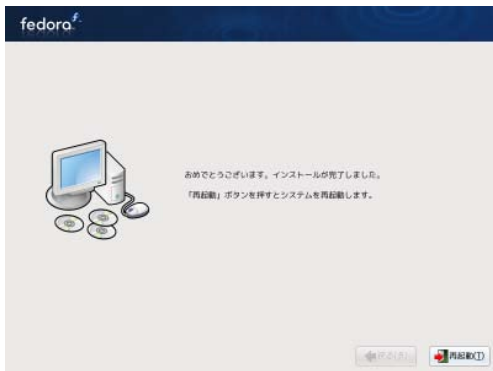 fedora
おめでとうございます。インストールが完了しました。
「再起動」ボタンを押すとシステムを再起動します。
戻る(B)
再起動(T)